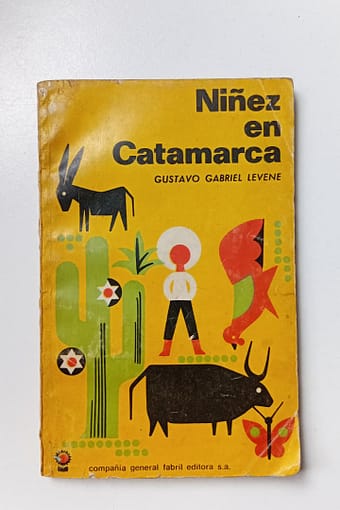 Niñez
en
Catamarca
GUSTAVO GABRIEL LEVENE
compañía general fabril editora s.a.